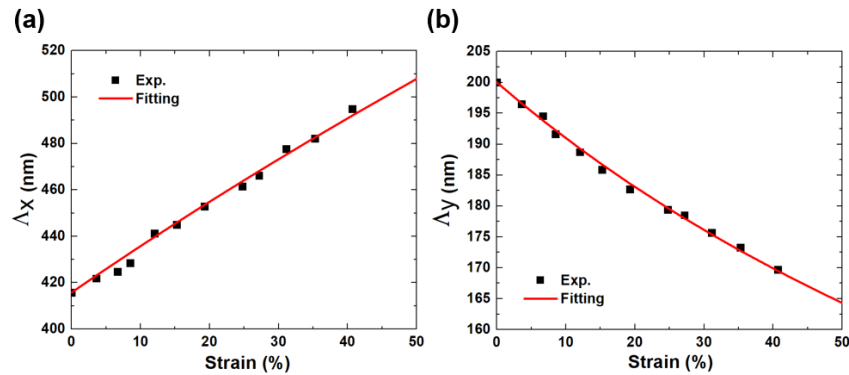 (a)
520
500
480
460
440
420
400
Λx (nm)
Exp.
Fitting
0 10 20 30 40 50
Strain (%)
(b)
205
200
195
190
185
180
175
170
165
160
Λy (nm)
Exp.
Fitting
0 10 20 30 40 50
Strain (%)